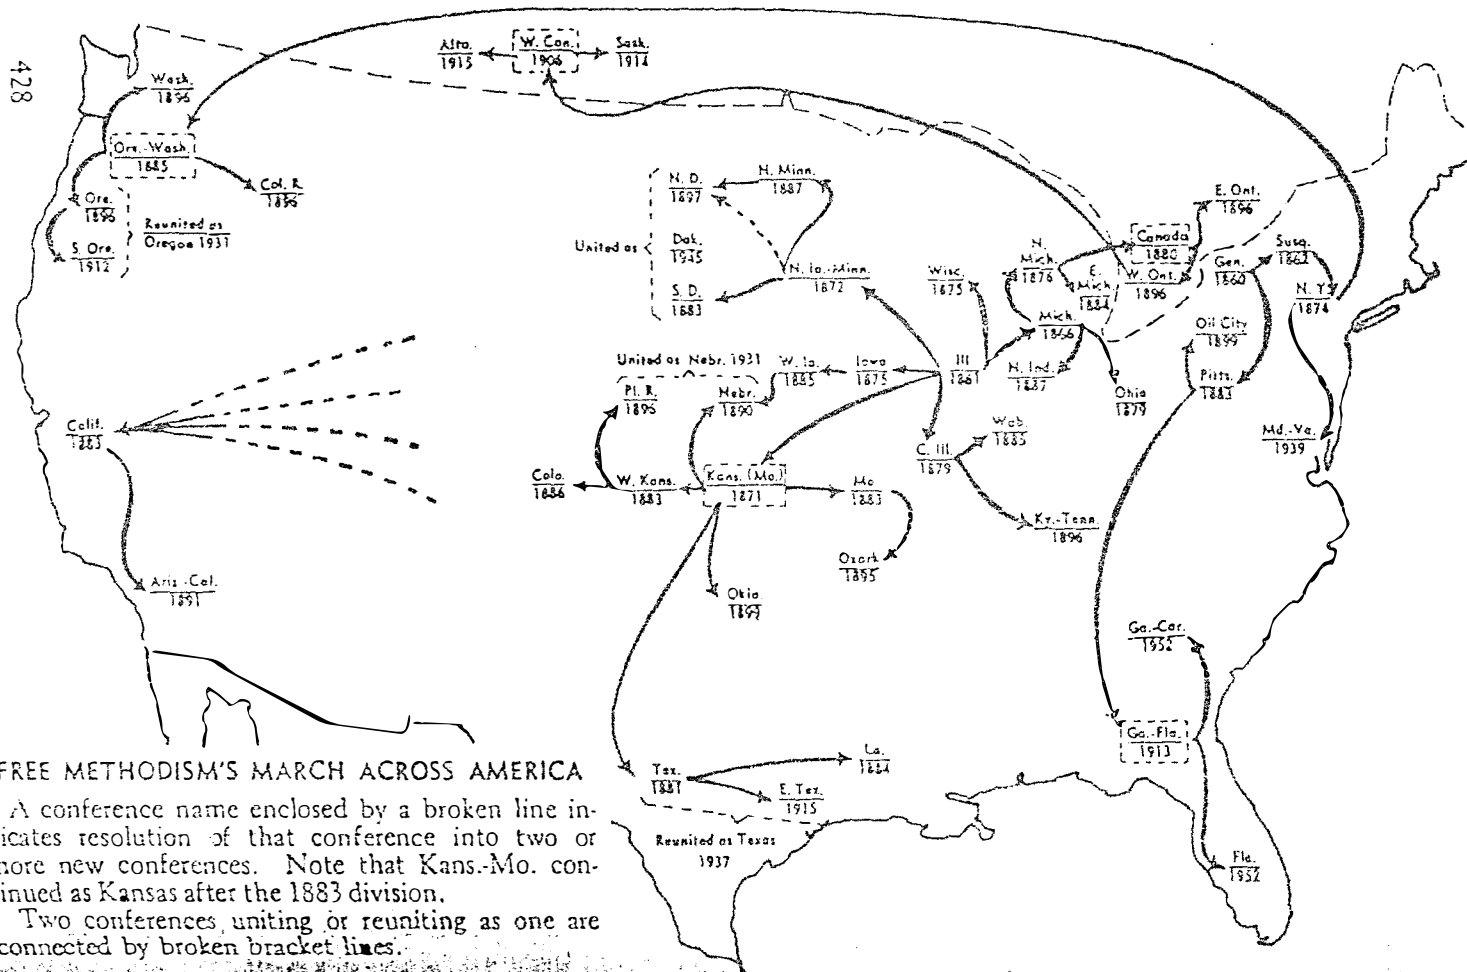 428
Alta.
1915
W. Can.
1906
Sask.
1914
Wash.
1896
Ore.-Wash.
1885
Col. R.
1896
Ore.
1896
S. Ore.
1912
Reunited as
Oregon 1931
N. D.
1897
N. Minn.
1887
United as
Dak.
1945
S. D.
1883
N. Ia.-Minn.
1872
Wisc.
1875
N.
Mich.
1876
E.
Mich.
1884
Canada
1880
E. Ont.
1896
W. Ont.
1896
Gen.
1860
Susq.
1862
N. Y.
1874
Mich.
1866
Oil City
1899
United as Nebr. 1931
W. Ia.
1885
Iowa
1875
Ill.
1861
N. Ind.
1887
Ohio
1879
Pitts.
1883
Pl. R.
1896
Nebr.
1890
Calif.
1883
Wab.
1885
Md.-Va.
1939
C. Ill.
1879
Colo.
1886
W. Kans.
1883
Kans. (Mo.)
1871
Mo.
1883
Ky.-Tenn.
1896
Ozark
1895
Ariz.-Cal.
1891
Okla.
1899
Ga.-Car.
1952
Ga.-Fla.
1913
La.
1884
Tex.
1881
E. Tex.
1915
Reunited as Texas
1937
Fla.
1952
FREE METHODISM'S MARCH ACROSS AMERICA
A conference name enclosed by a broken line in-
icates resolution of that conference into two or
ore new conferences. Note that Kans.-Mo. con-
inued as Kansas after the 1883 division.
Two conferences uniting or reuniting as one are
connected by broken bracket lines.